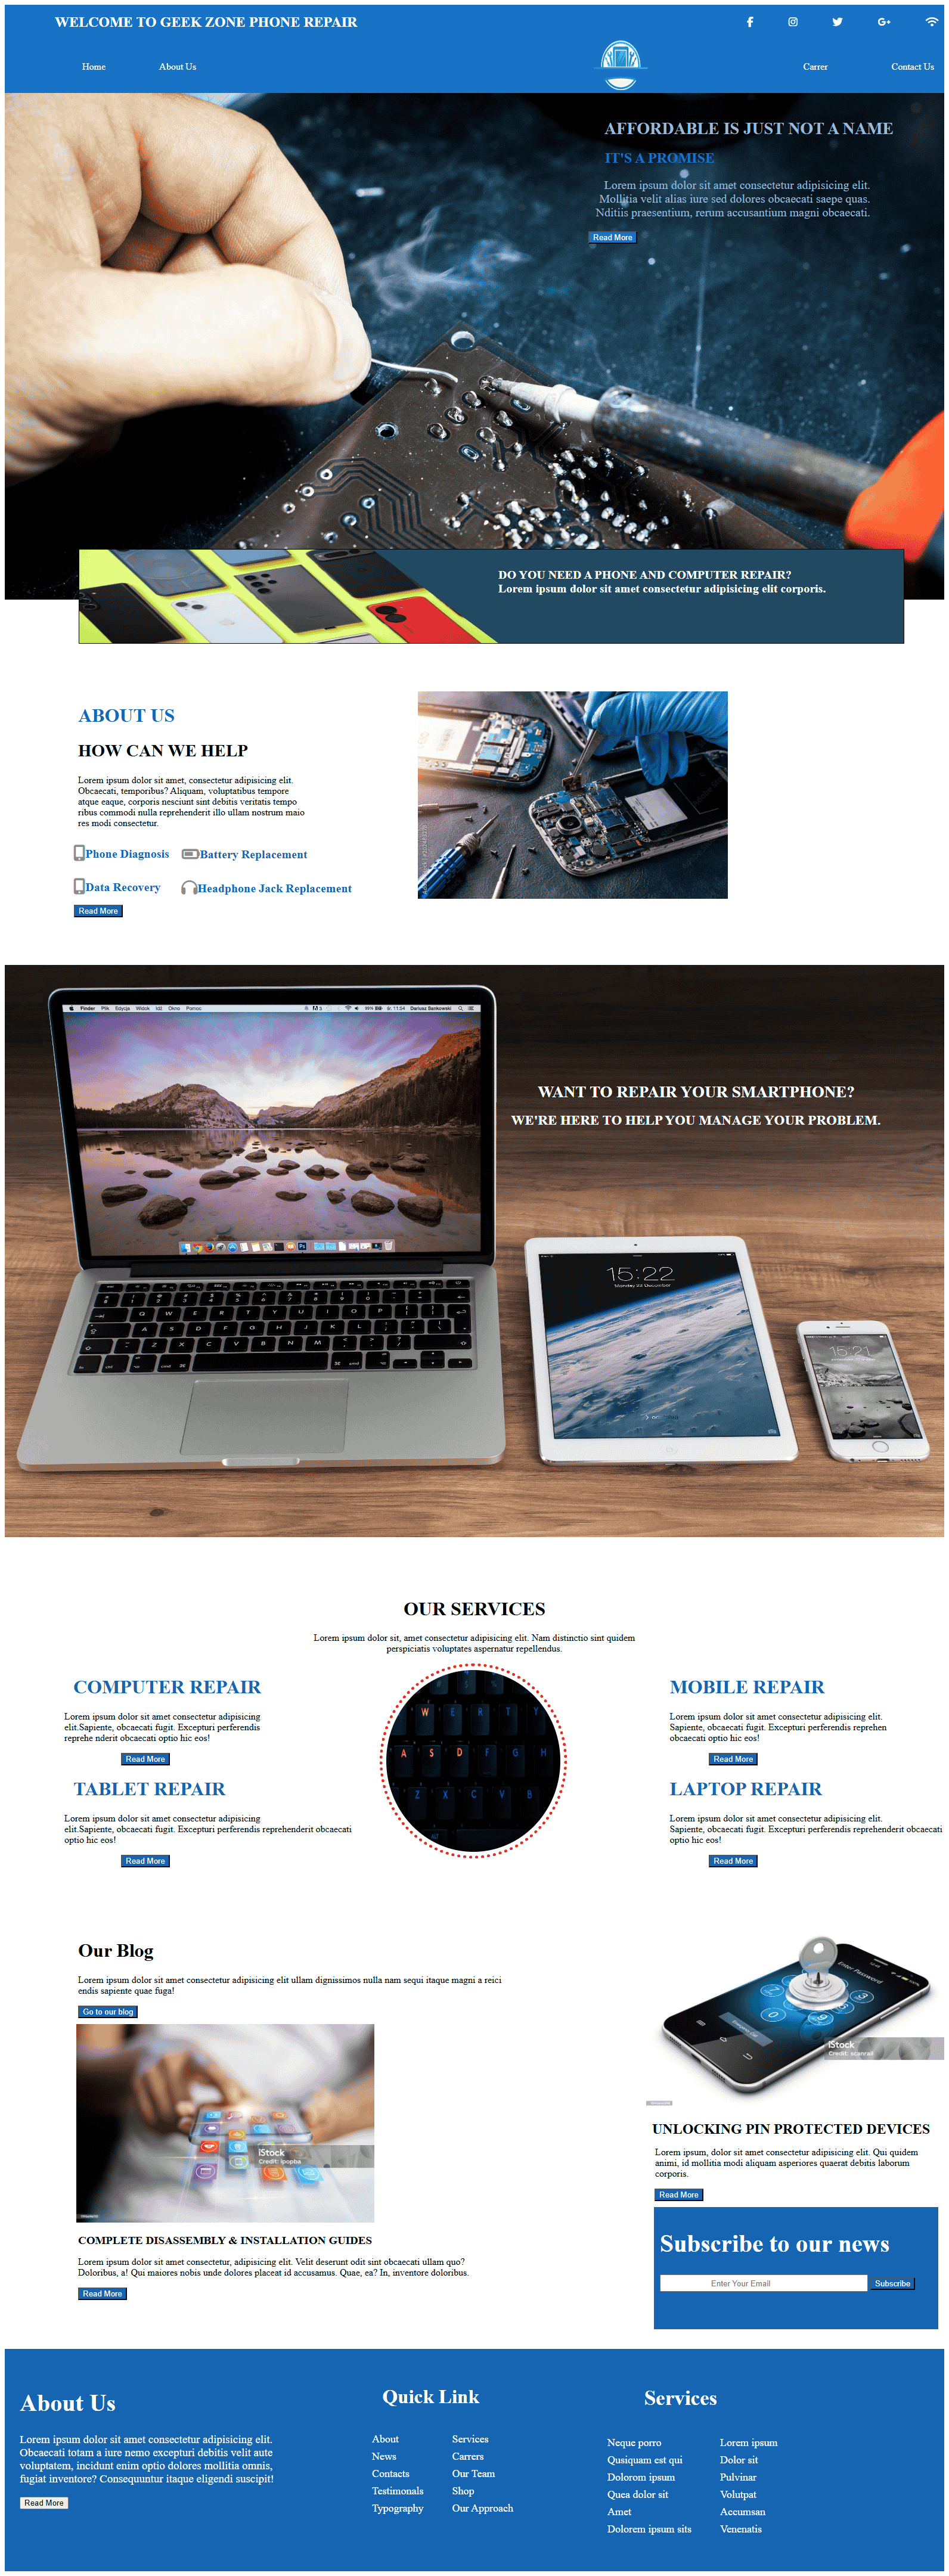 WELCOME TO GEEK ZONE PHONE REPAIR
Home
About Us
Carrer
Contact Us
AFFORDABLE IS JUST NOT A NAME
IT'S A PROMISE
Lorem ipsum dolor sit amet consectetur adipisicing elit.
Mollitia velit alias iure sed dolores obcaecati saepe quas.
Nditiis praesentium, rerum accusantium magni obcaecati.
Read More
DO YOU NEED A PHONE AND COMPUTER REPAIR?
Lorem ipsum dolor sit amet consectetur adipisicing elit corporis.
ABOUT US
HOW CAN WE HELP
Lorem ipsum dolor sit amet, consectetur adipisicing elit.
Obcaecati, temporibus? Aliquam, voluptatibus tempore
atque eaque, corporis nesciunt sint debitis veritatis tempo
ribus commodi nulla reprehenderit illo ullam nostrum maio
res modi consectetur.
Phone Diagnosis
Battery Replacement
Data Recovery
Headphone Jack Replacement
Read More
Finder Plik Edycja Widok Idź Okno Pomoc
Dariusz Sankowski
WANT TO REPAIR YOUR SMARTPHONE?
WE'RE HERE TO HELP YOU MANAGE YOUR PROBLEM.
15:22
Monday 22 December
15:21
OUR SERVICES
Lorem ipsum dolor sit, amet consectetur adipisicing elit. Nam distinctio sint quidem
perspiciatis voluptates aspernatur repellendus.
COMPUTER REPAIR
Lorem ipsum dolor sit amet consectetur adipisicing
elit.Sapiente, obcaecati fugit. Excepturi perferendis
reprehe nderit obcaecati optio hic eos!
Read More
TABLET REPAIR
Lorem ipsum dolor sit amet consectetur adipisicing
elit.Sapiente, obcaecati fugit. Excepturi perferendis reprehenderit obcaecati
optio hic eos!
Read More
W E R T Y
A S D F G H
Z X C V B
MOBILE REPAIR
Lorem ipsum dolor sit amet consectetur adipisicing elit.
Sapiente, obcaecati fugit. Excepturi perferendis reprehen
obcaecati optio hic eos!
Read More
LAPTOP REPAIR
Lorem ipsum dolor sit amet consectetur adipisicing elit.
Sapiente, obcaecati fugit. Excepturi perferendis reprehenderit obcaecati
optio hic eos!
Read More
Our Blog
Lorem ipsum dolor sit amet consectetur adipisicing elit ullam dignissimos nulla nam sequi itaque magni a reici
endis sapiente quae fuga!
Go to our blog
iStock
Credit: ipopba
COMPLETE DISASSEMBLY & INSTALLATION GUIDES
Lorem ipsum dolor sit amet consectetur, adipisicing elit. Velit deserunt odit sint obcaecati ullam quo?
Doloribus, a! Qui maiores nobis unde dolores placeat id accusamus. Quae, ea? In, inventore doloribus.
Read More
Enter Password
iStock
Credit: scanrail
UNLOCKING PIN PROTECTED DEVICES
Lorem ipsum, dolor sit amet consectetur adipisicing elit. Qui quidem
animi, id mollitia modi aliquam asperiores quaerat debitis laborum
corporis.
Read More
Subscribe to our news
Enter Your Email
Subscribe
About Us
Lorem ipsum dolor sit amet consectetur adipisicing elit.
Obcaecati totam a iure nemo excepturi debitis velit aute
voluptatem, incidunt enim optio dolores mollitia omnis,
fugiat inventore? Consequuntur itaque eligendi suscipit!
Read More
Quick Link
About
News
Contacts
Testimonals
Typography
Services
Carrers
Our Team
Shop
Our Approach
Services
Neque porro
Qusiquam est qui
Dolorom ipsum
Quea dolor sit
Amet
Dolorem ipsum sits
Lorem ipsum
Dolor sit
Pulvinar
Volutpat
Accumsan
Venenatis